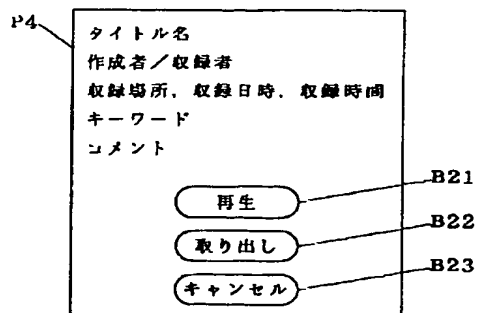 P4
タイトル名
作成者／収録者
収録場所，収録日時，収録時間
キーワード
コメント
再生
B21
取り出し
B22
キャンセル
B23